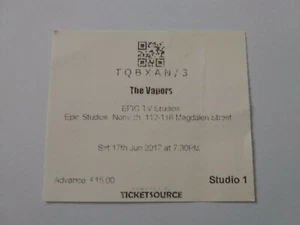 TQBXAN/3
The Vapors
EPIC TV Studios
Epic Studios, Norwich, 112-116 Magdalen Street
Sat 17th Jun 2017 at 7:30PM
Advance £15.00
Studio 1
TICKETSOURCE